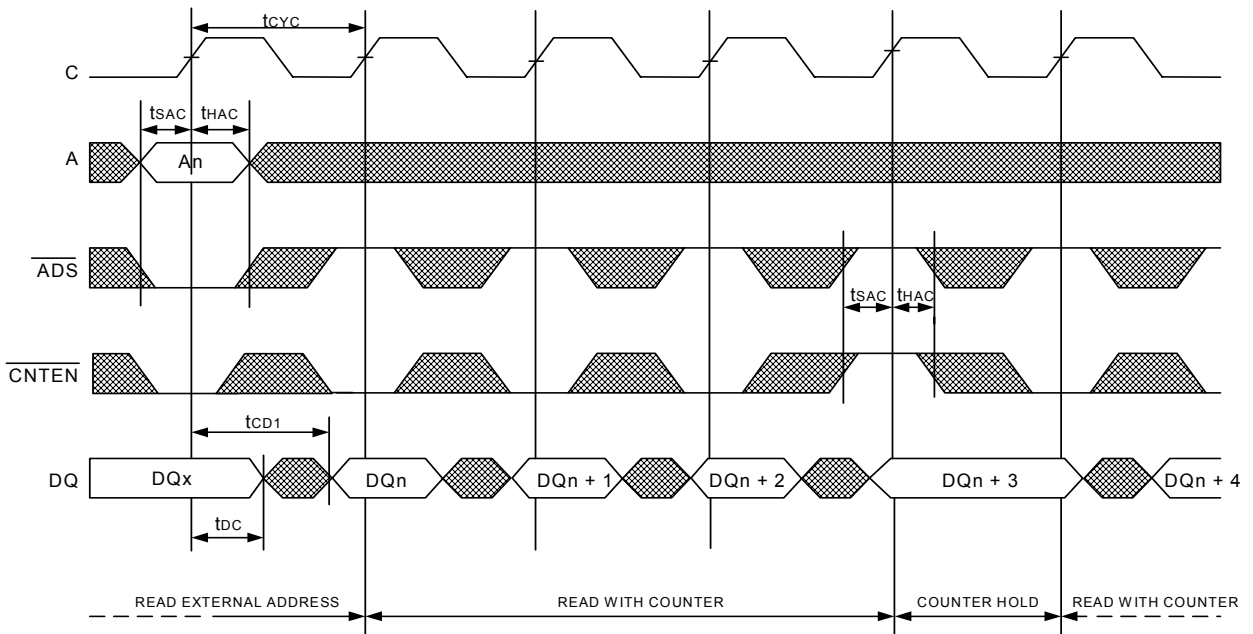 tCYC
C
tSAC tHAC
A
An
ADS
tSAC tHAC
CNTEN
tCD1
DQ
DQx
DQn
DQn + 1
DQn + 2
DQn + 3
DQn + 4
tDC
READ EXTERNAL ADDRESS
READ WITH COUNTER
COUNTER HOLD
READ WITH COUNTER